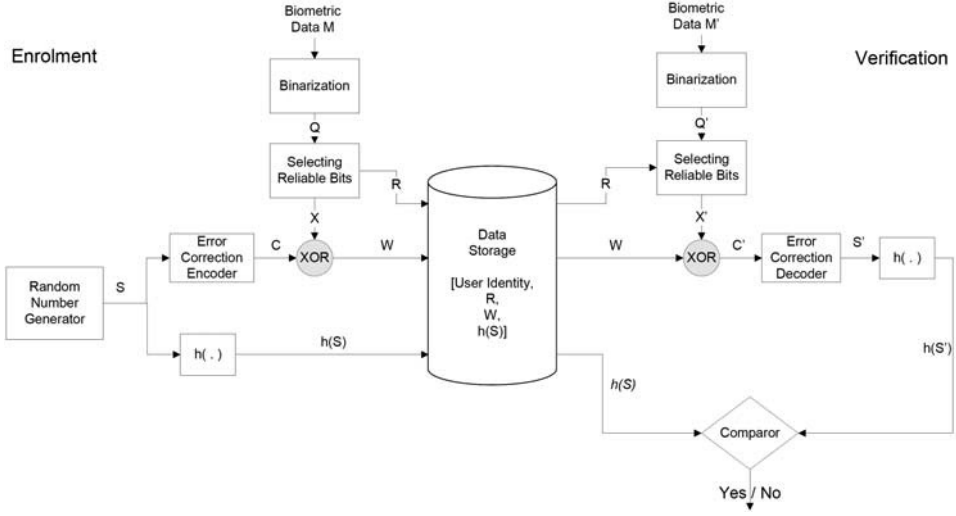 Enrolment
Biometric
Data M
Binarization
Q
Selecting
Reliable Bits
R
X
Error
Correction
Encoder
C
XOR
W
Random
Number
Generator
S
h( . )
h(S)
Data
Storage
[User Identity,
R,
W,
h(S)]
Verification
Biometric
Data M'
Binarization
Q'
Selecting
Reliable Bits
R
X'
W
XOR
C'
Error
Correction
Decoder
S'
h( . )
h(S')
h(S)
Comparor
Yes / No